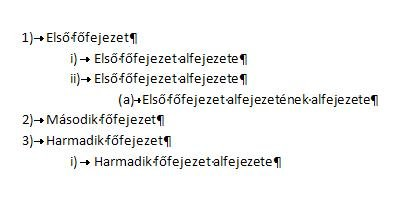 1)→Első·főfejezet¶
i)→Első·főfejezet·alfejezete¶
ii)→Első·főfejezet·alfejezete¶
(a)→Első·főfejezet·alfejezetének·alfejezete¶
2)→Második·főfejezet¶
3)→Harmadik·főfejezet¶
i)→Harmadik·főfejezet·alfejezete¶